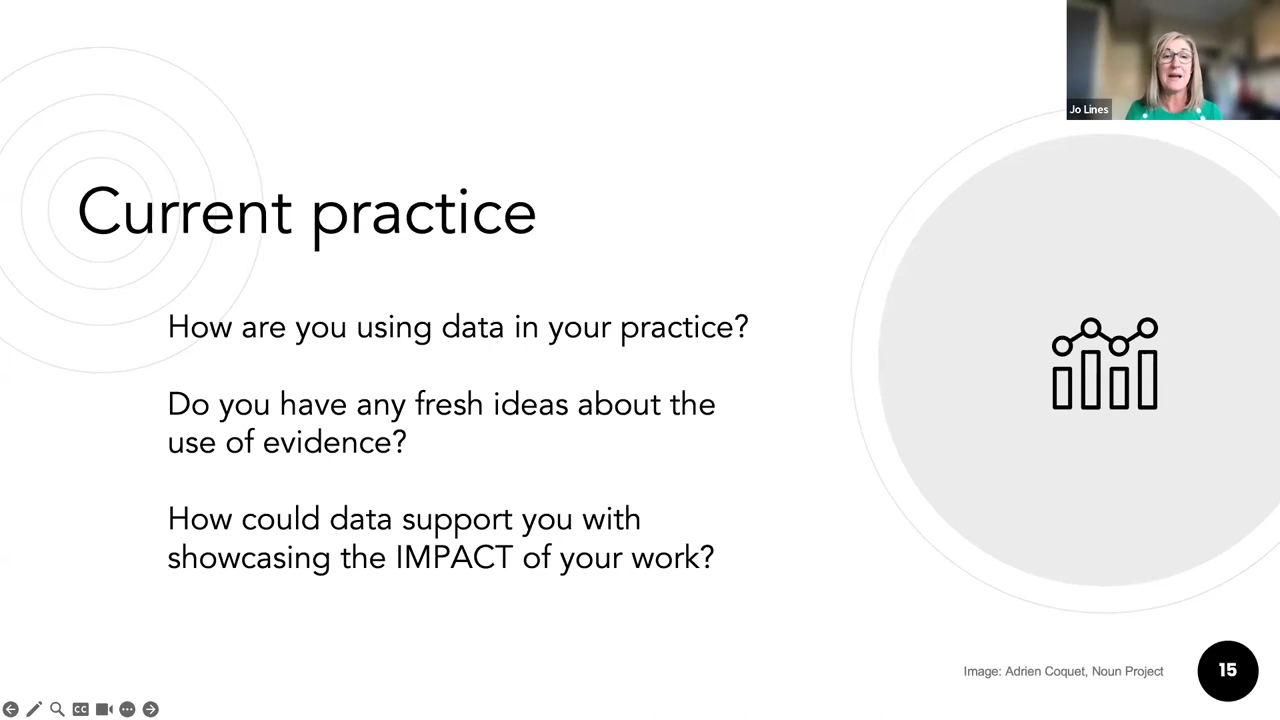 Jo Lines
Current practice
How are you using data in your practice?
Do you have any fresh ideas about the
use of evidence?
How could data support you with
showcasing the IMPACT of your work?
Image: Adrien Coquet, Noun Project
15
CC